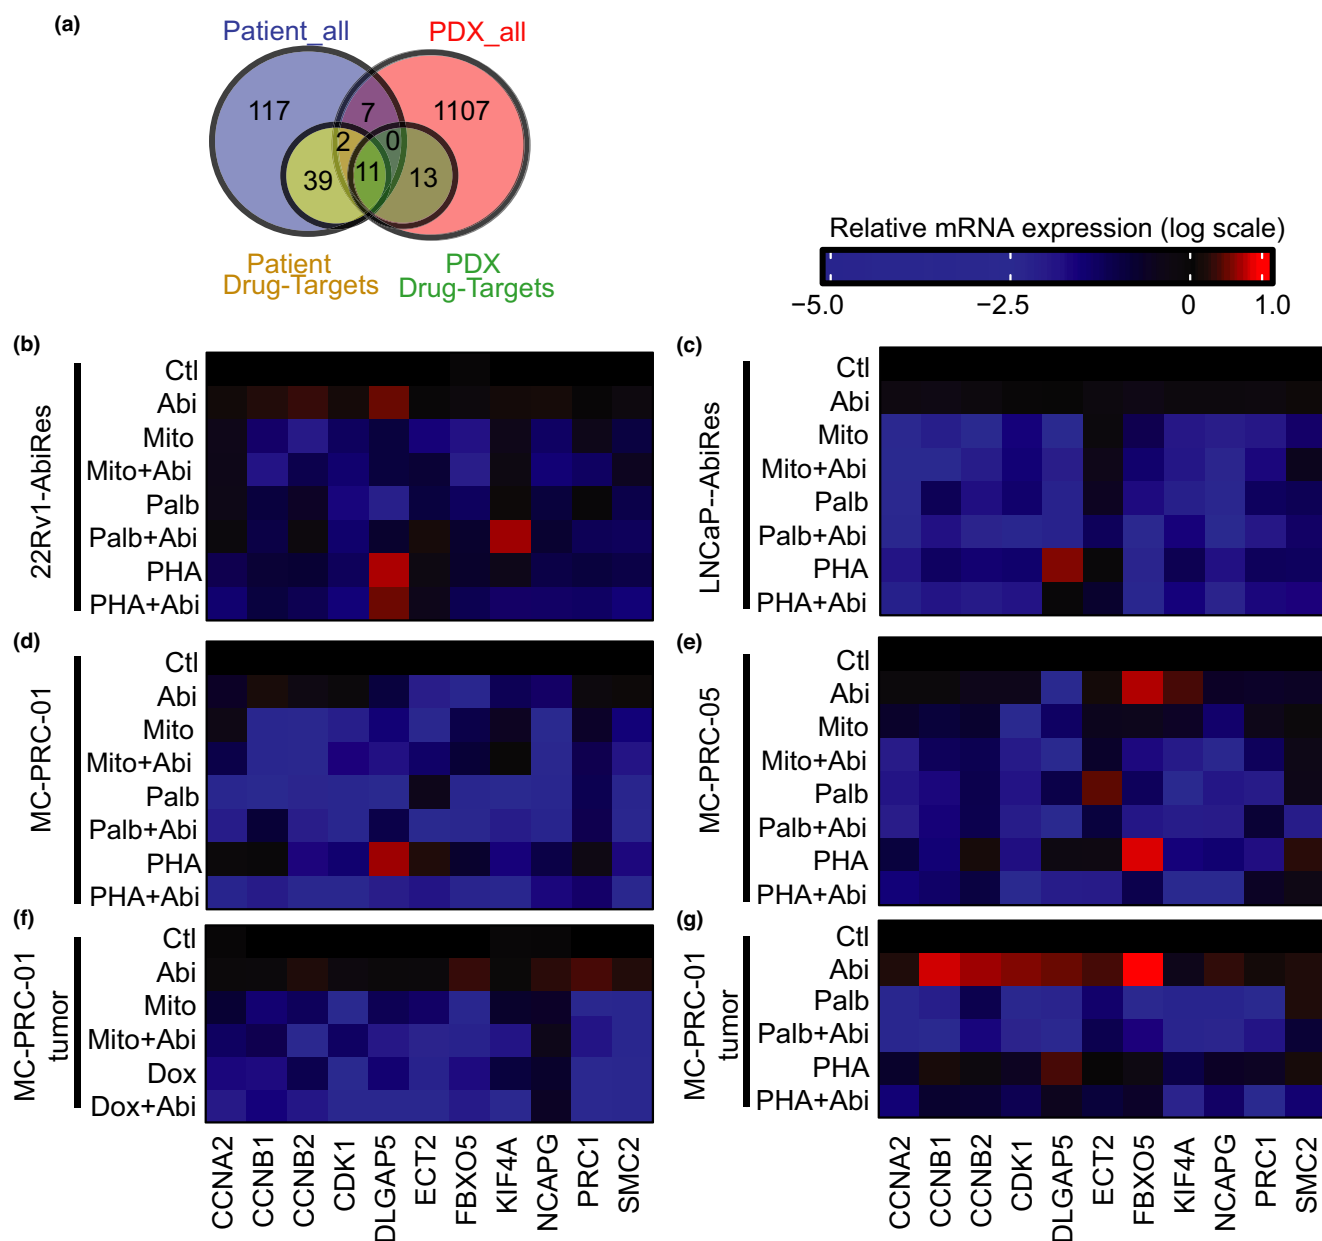 (a)
Patient_all
PDX_all
117
7
1107
2
0
39
11
13
Patient
Drug-Targets
PDX
Drug-Targets
Relative mRNA expression (log scale)
−5.0
−2.5
0
1.0
(b)
22Rv1-AbiRes
Ctl
Abi
Mito
Mito+Abi
Palb
Palb+Abi
PHA
PHA+Abi
(c)
LNCaP--AbiRes
Ctl
Abi
Mito
Mito+Abi
Palb
Palb+Abi
PHA
PHA+Abi
(d)
MC-PRC-01
Ctl
Abi
Mito
Mito+Abi
Palb
Palb+Abi
PHA
PHA+Abi
(e)
MC-PRC-05
Ctl
Abi
Mito
Mito+Abi
Palb
Palb+Abi
PHA
PHA+Abi
(f)
MC-PRC-01
tumor
Ctl
Abi
Mito
Mito+Abi
Dox
Dox+Abi
CCNA2
CCNB1
CCNB2
CDK1
DLGAP5
ECT2
FBXO5
KIF4A
NCAPG
PRC1
SMC2
(g)
MC-PRC-01
tumor
Ctl
Abi
Palb
Palb+Abi
PHA
PHA+Abi
CCNA2
CCNB1
CCNB2
CDK1
DLGAP5
ECT2
FBXO5
KIF4A
NCAPG
PRC1
SMC2